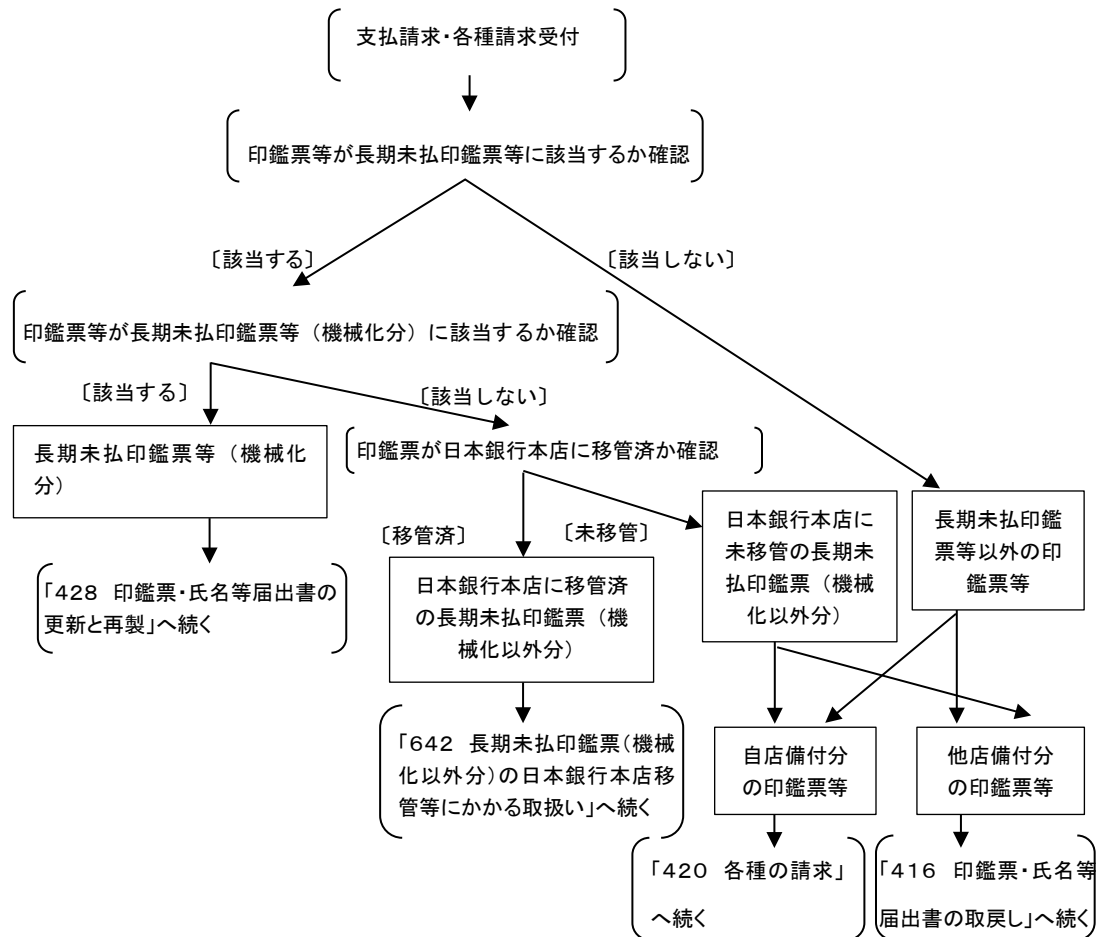 支払請求・各種請求受付
印鑑票等が長期未払印鑑票等に該当するか確認
〔該当する〕
〔該当しない〕
印鑑票等が長期未払印鑑票等（機械化分）に該当するか確認
〔該当する〕
〔該当しない〕
長期未払印鑑票等（機械化
分）
印鑑票が日本銀行本店に移管済か確認
〔移管済〕
〔未移管〕
日本銀行本店に
未移管の長期未
払印鑑票（機械
化以外分）
長期未払印鑑
票等以外の印
鑑票等
「428 印鑑票・氏名等届出書の
更新と再製」へ続く
日本銀行本店に移管済
の長期未払印鑑票（機
械化以外分）
「642 長期未払印鑑票（機械
化以外分）の日本銀行本店移
管等にかかる取扱い」へ続く
自店備付分
の印鑑票等
他店備付分
の印鑑票等
「420 各種の請求」
へ続く
「416 印鑑票・氏名等
届出書の取戻し」へ続く